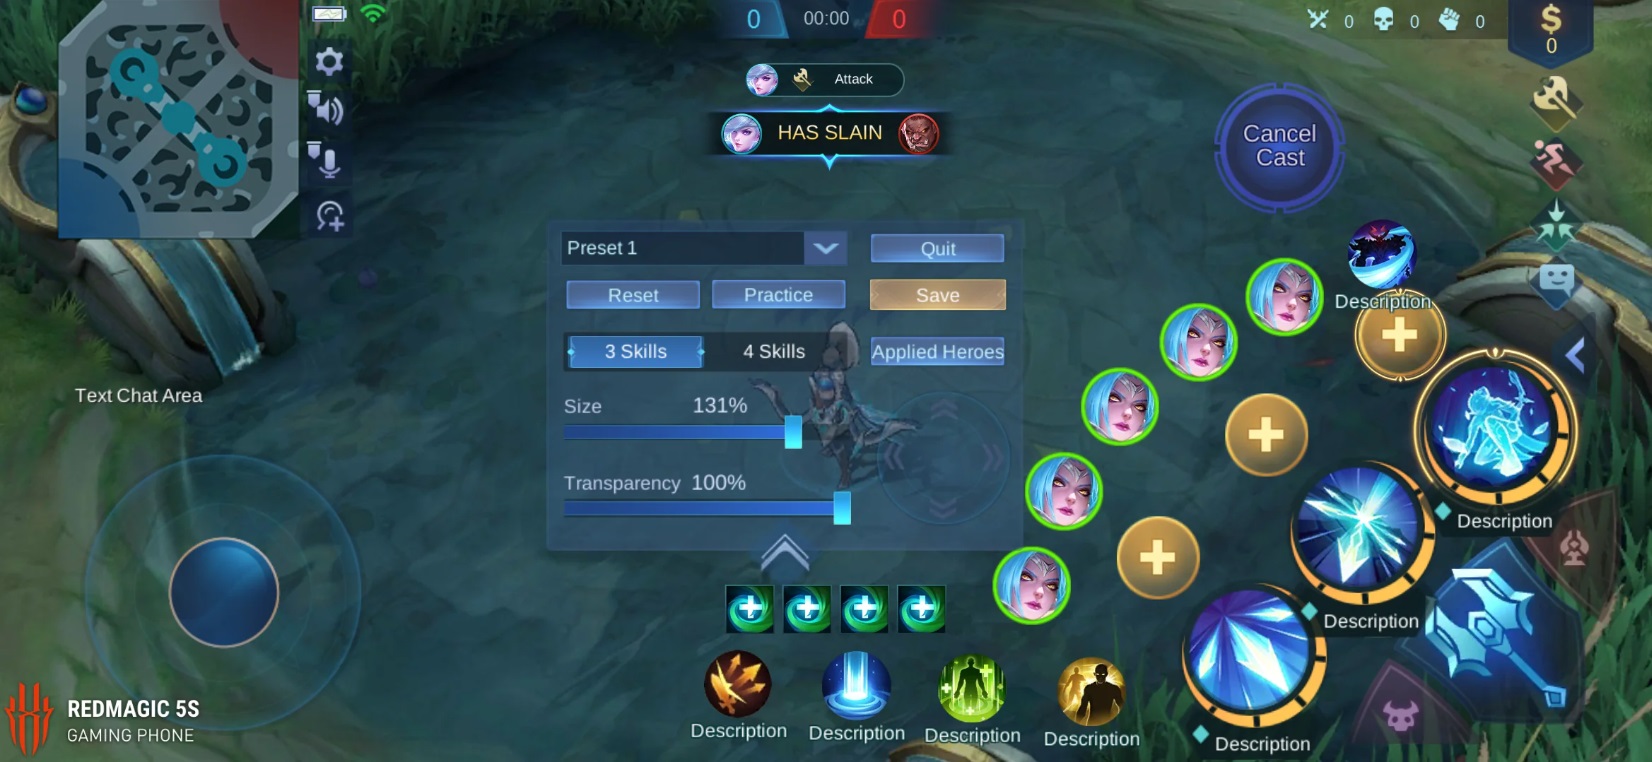 0
00:00
0
0
0
0
$
0
Attack
HAS SLAIN
Cancel
Cast
Preset 1
Quit
Reset
Practice
Save
3 Skills
4 Skills
Applied Heroes
Size
131%
Transparency
100%
Text Chat Area
Description
Description
Description
Description
Description
Description
Description
Description
REDMAGIC 5S
GAMING PHONE